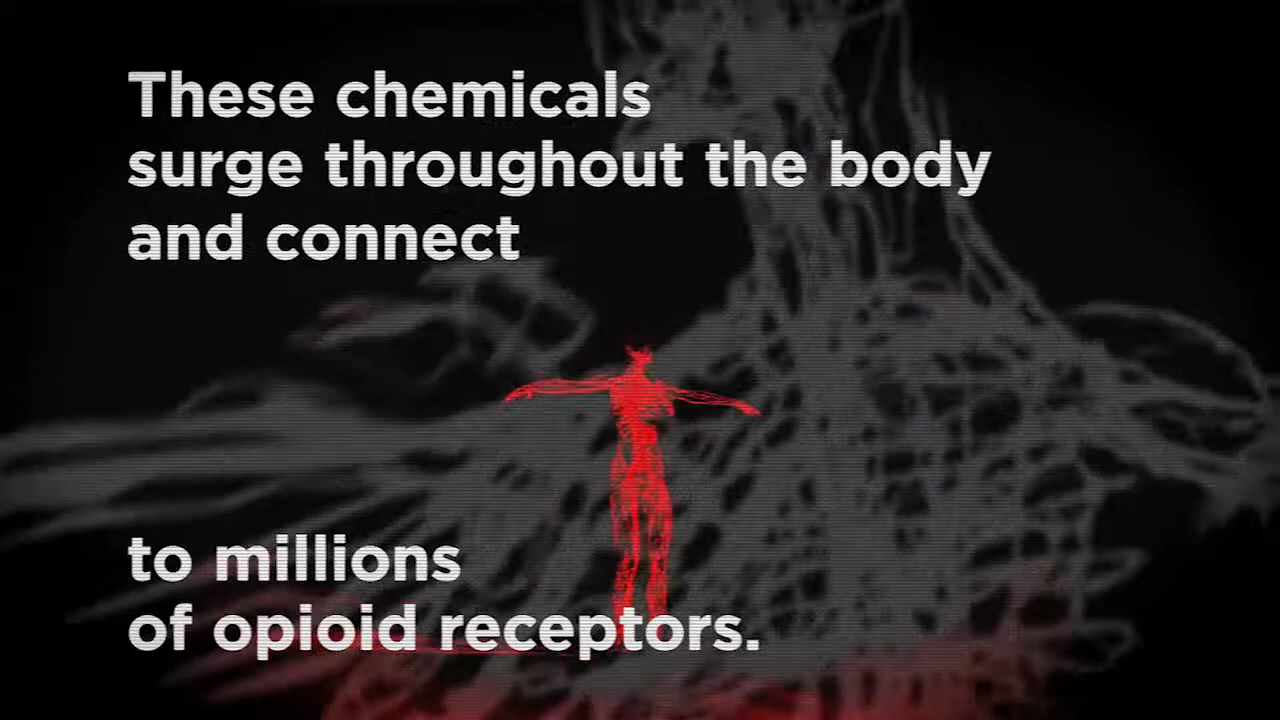 These chemicals
surge throughout the body
and connect
to millions
of opioid receptors.